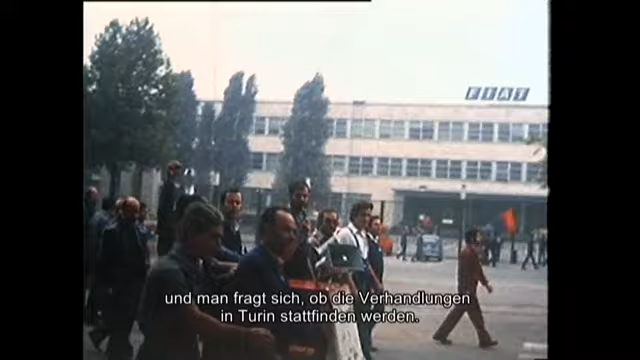 FIAT
und man fragt sich, ob die Verhandlungen
in Turin stattfinden werden.